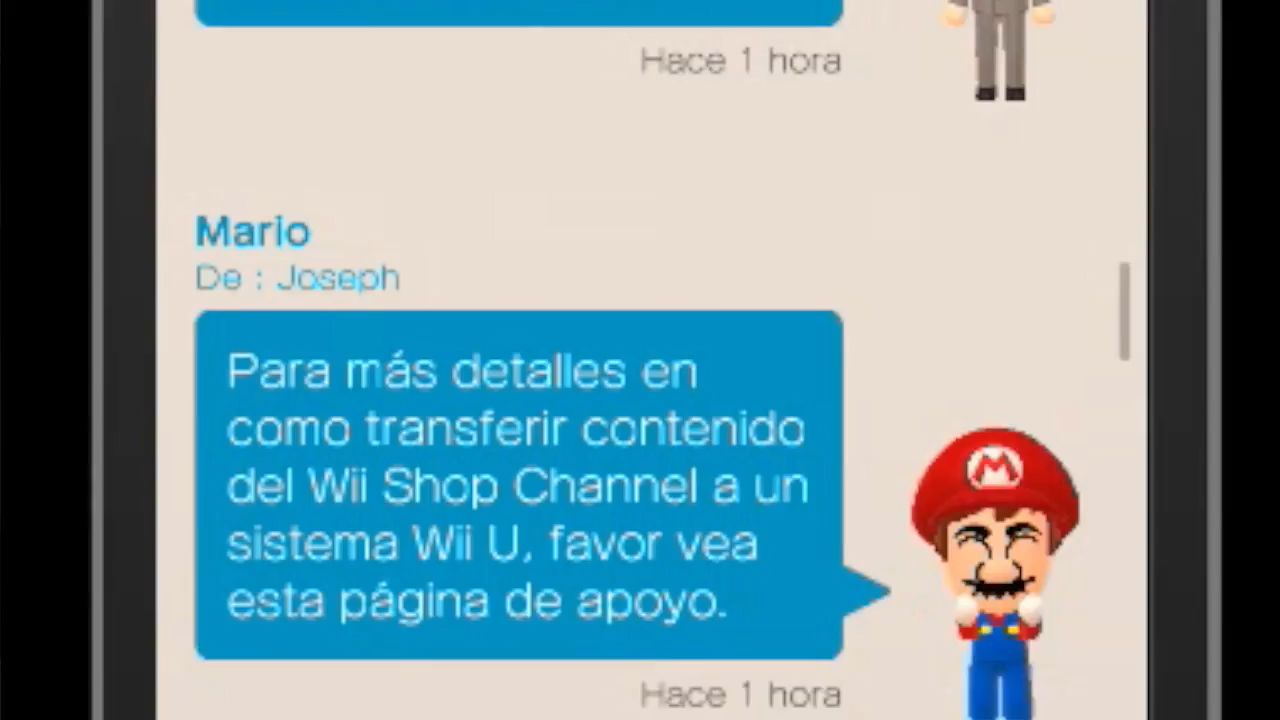 Hace 1 hora
Mario
De : Joseph
Para más detalles en
como transferir contenido
del Wii Shop Channel a un
sistema Wii U, favor vea
esta página de apoyo.
M
Hace 1 hora